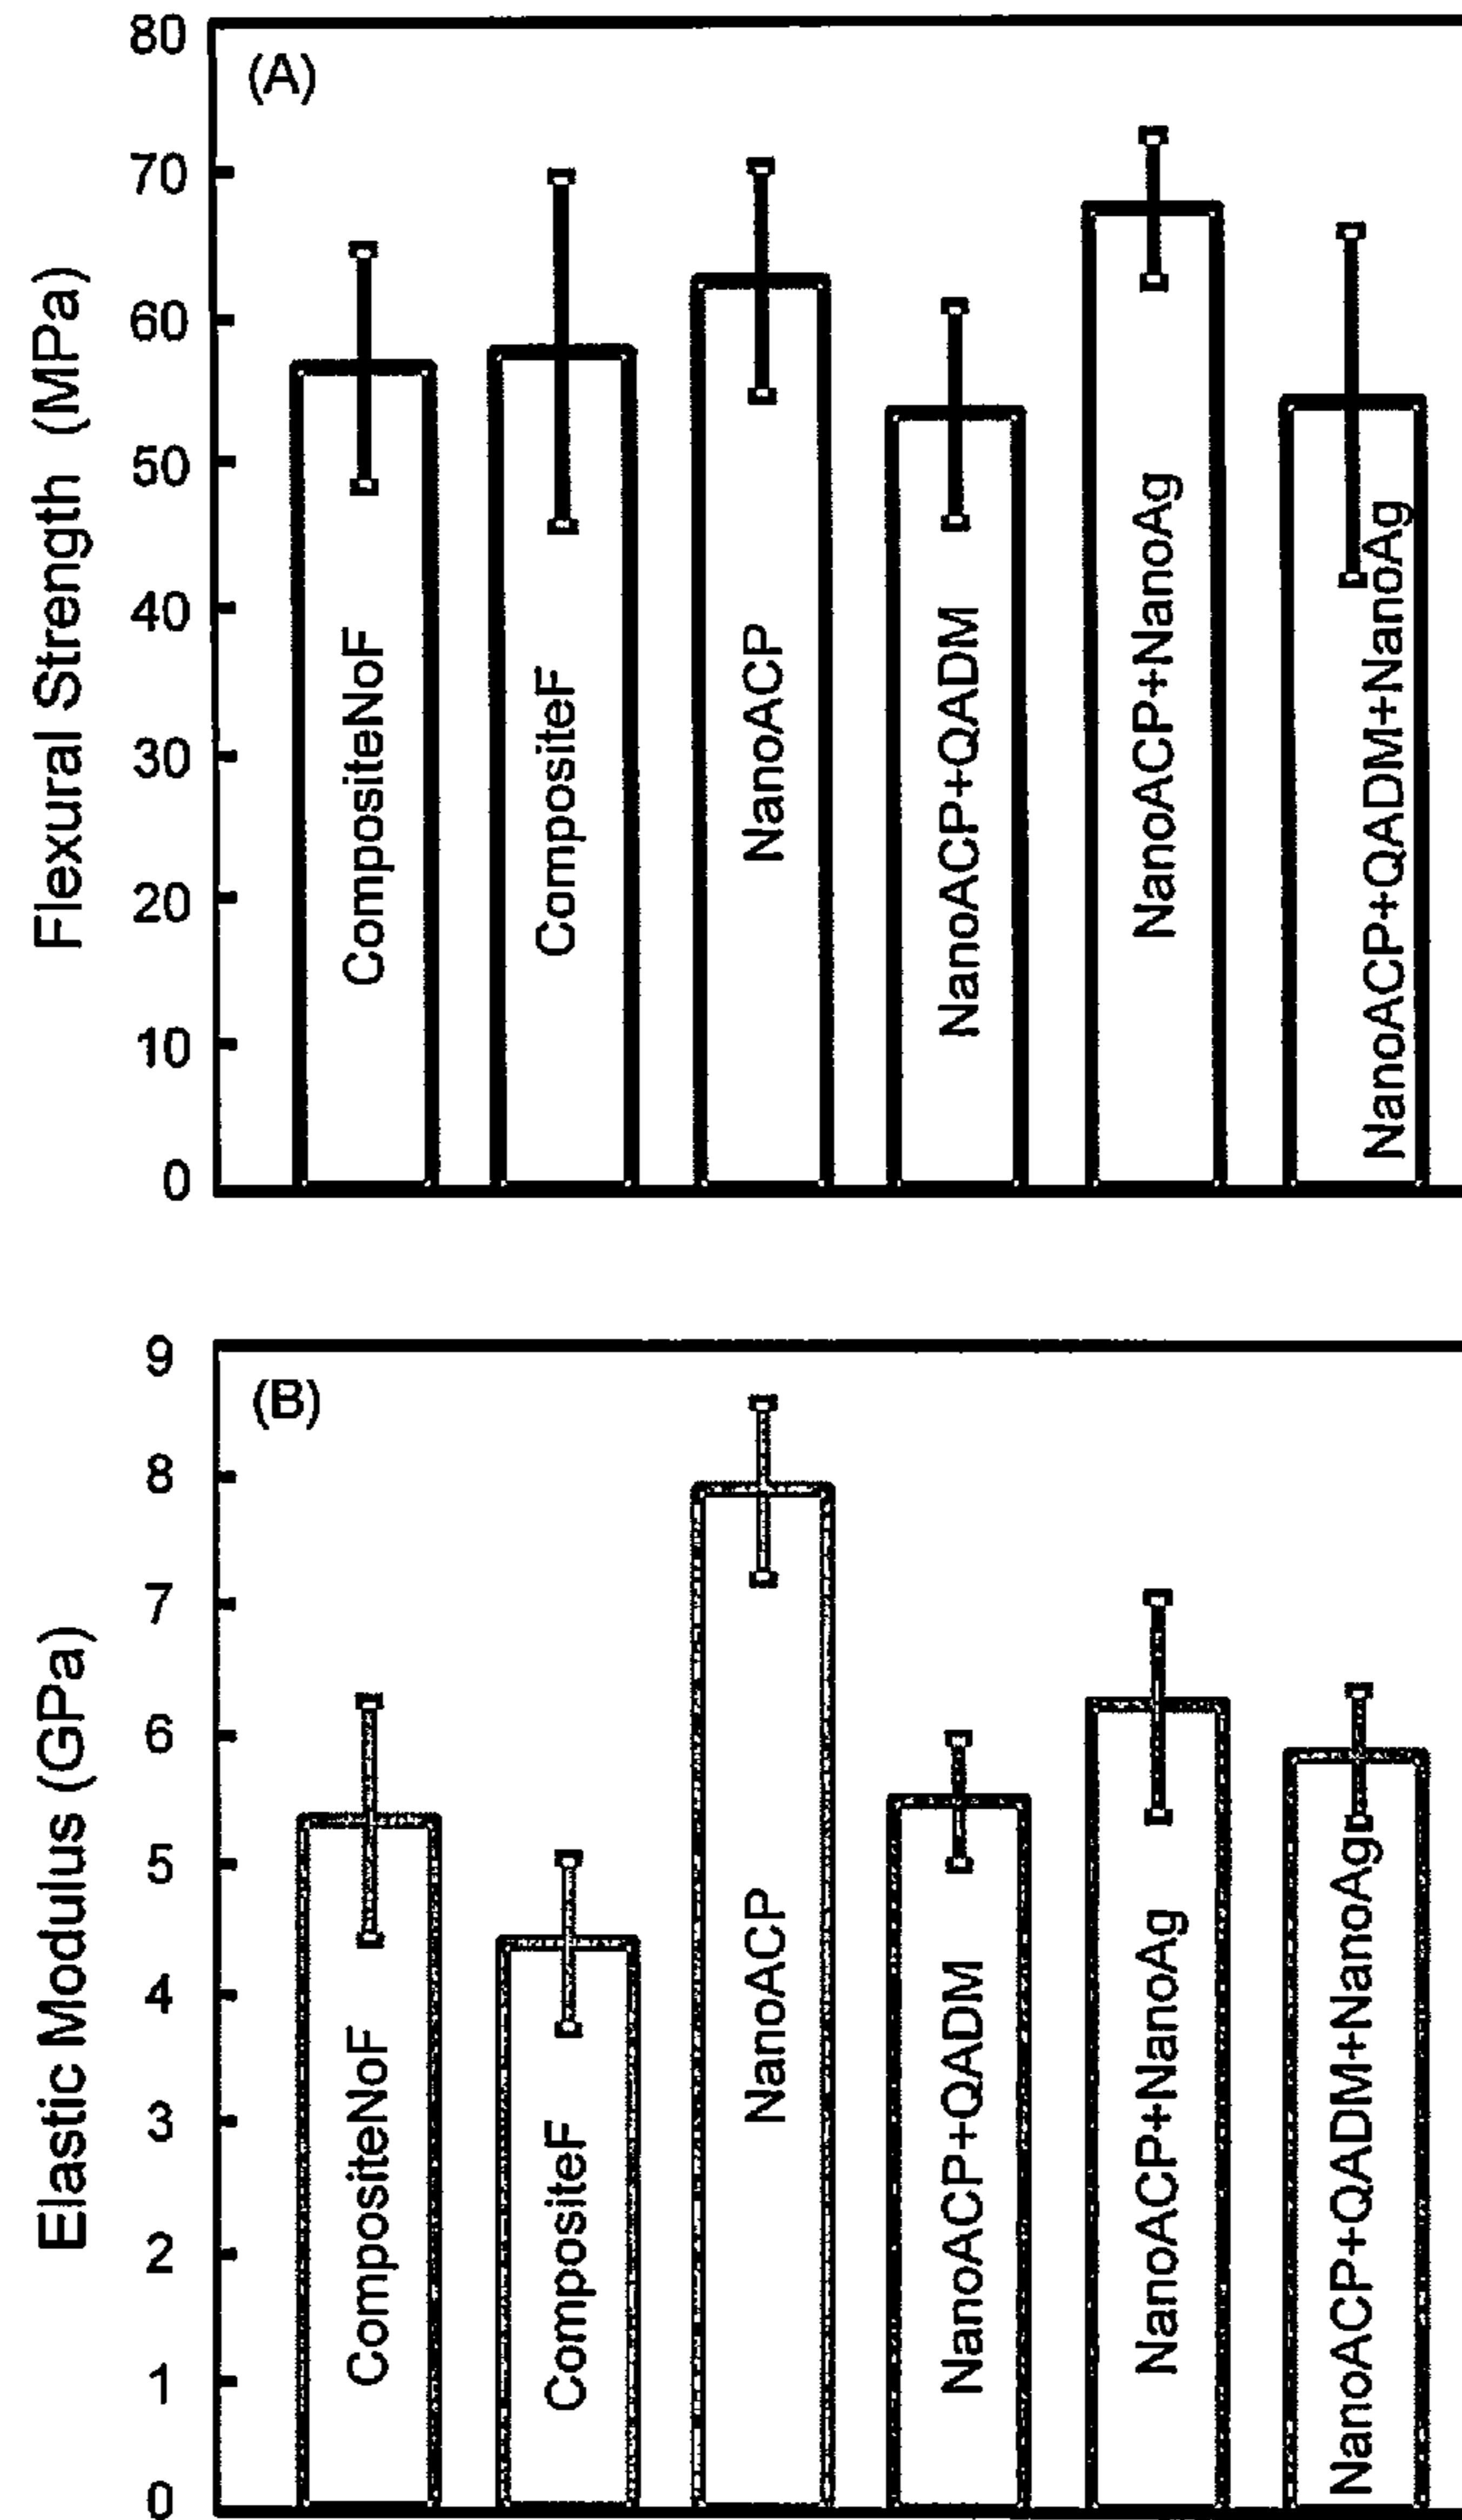 80
(A)
70
60
50
40
30
20
10
0
Flexural Strength (MPa)
CompositeNoF
CompositeF
NanoACP
NanoACP+QADM
NanoACP+NanoAg
NanoACP+QADM+NanoAg
9
(B)
8
7
6
5
4
3
2
1
0
Elastic Modulus (GPa)
CompositeNoF
CompositeF
NanoACP
NanoACP+QADM
NanoACP+NanoAg
NanoACP+QADM+NanoAg